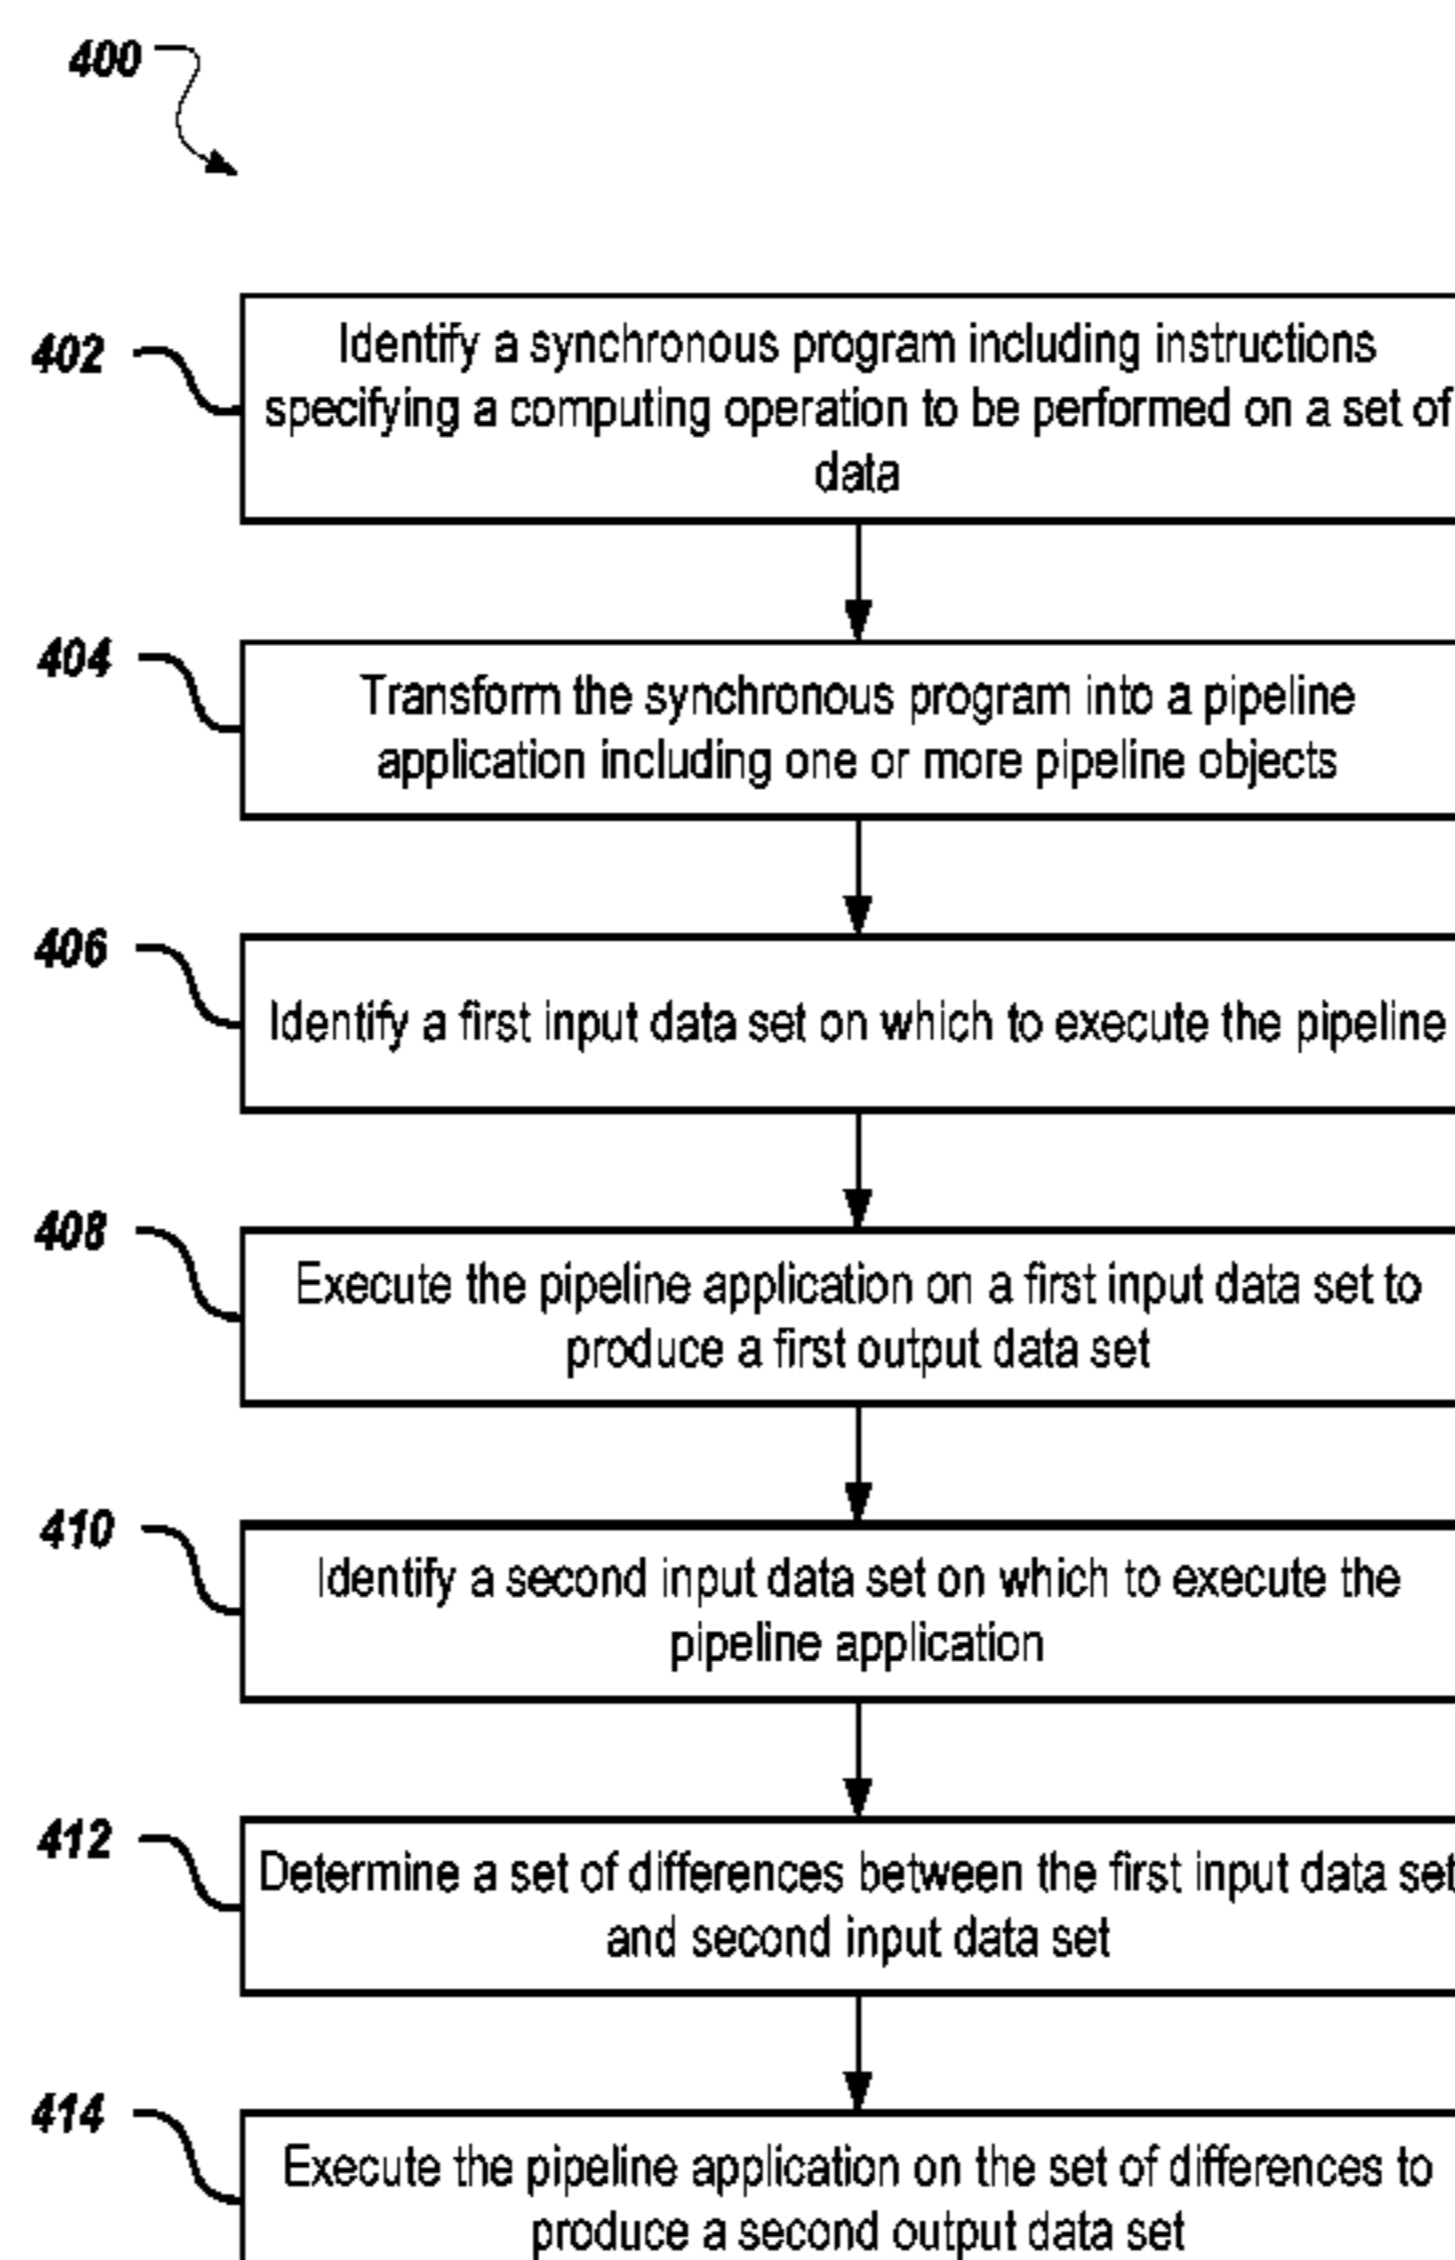 400
402
Identify a synchronous program including instructions
specifying a computing operation to be performed on a set of
data
404
Transform the synchronous program into a pipeline
application including one or more pipeline objects
406
Identify a first input data set on which to execute the pipeline
408
Execute the pipeline application on a first input data set to
produce a first output data set
410
Identify a second input data set on which to execute the
pipeline application
412
Determine a set of differences between the first input data set
and second input data set
414
Execute the pipeline application on the set of differences to
produce a second output data set